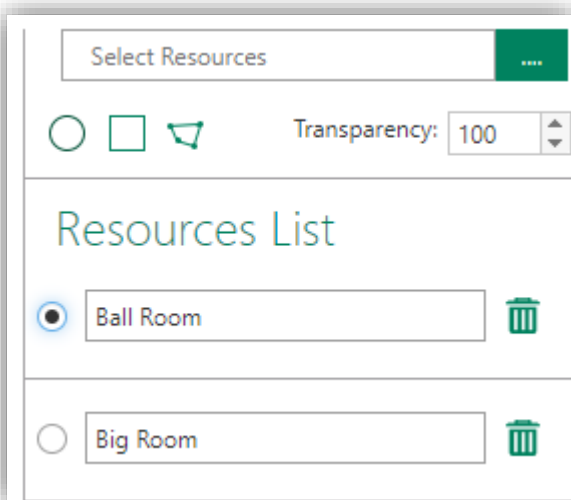 Select Resources ....
Transparency: 100
Resources List
Ball Room
Big Room